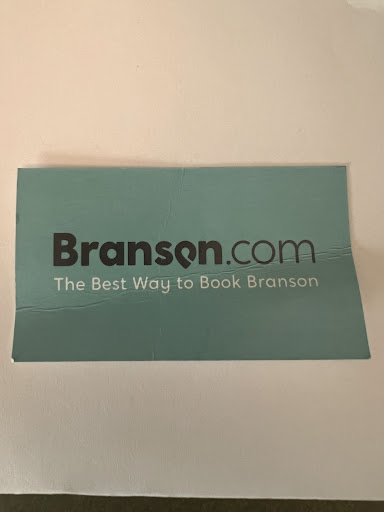 Branson.com
The Best Way to Book Branson